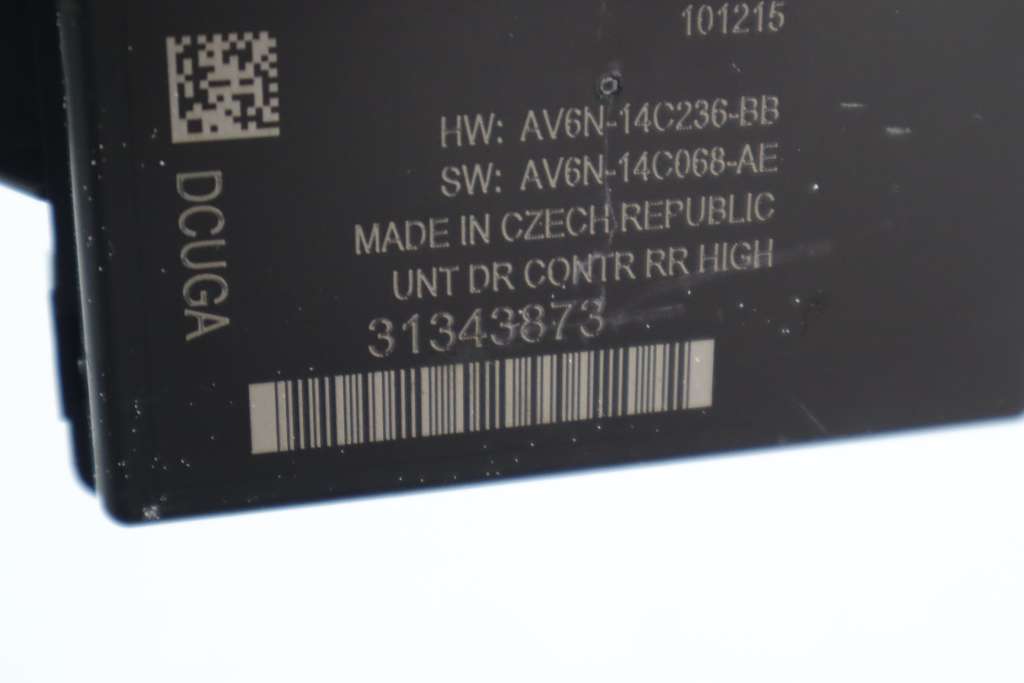 101215
HW: AV6N-14C236-BB
SW: AV6N-14C068-AE
MADE IN CZECH REPUBLIC
UNT DR CONTR RR HIGH
31343873
DCUGA